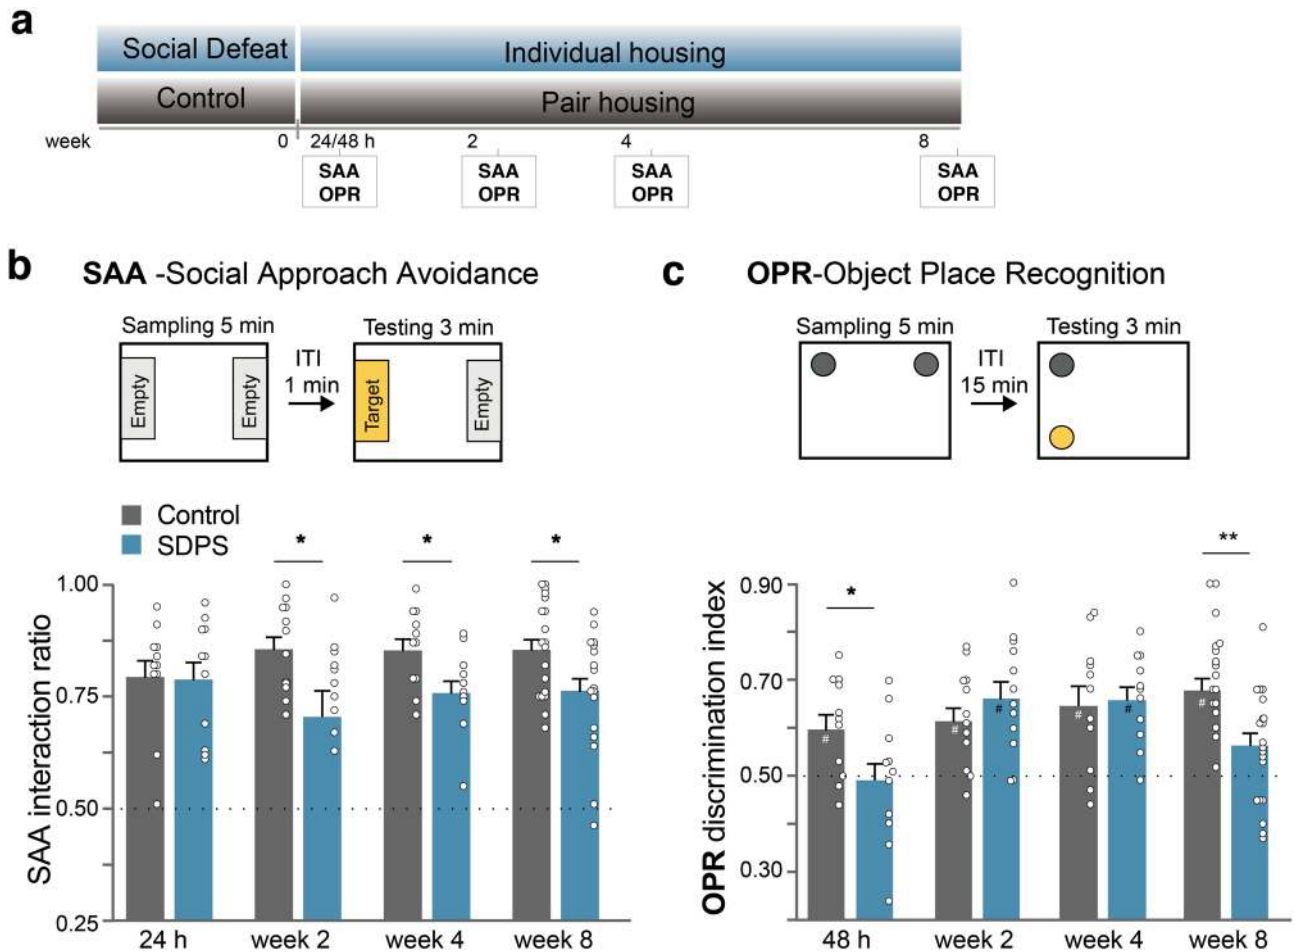 a
Social Defeat
Individual housing
Control
Pair housing
week
0
24/48 h
2
4
8
SAA
OPR
SAA
OPR
SAA
OPR
SAA
OPR
b
SAA -Social Approach Avoidance
Sampling 5 min
Testing 3 min
ITI
1 min
Empty
Empty
Target
Empty
Control
SDPS
*
*
*
1.00
0.75
0.50
0.25
SAA interaction ratio
24 h
week 2
week 4
week 8
c
OPR-Object Place Recognition
Sampling 5 min
Testing 3 min
ITI
15 min
*
**
0.90
0.70
0.50
0.30
OPR discrimination index
#
#
#
#
#
#
48 h
week 2
week 4
week 8